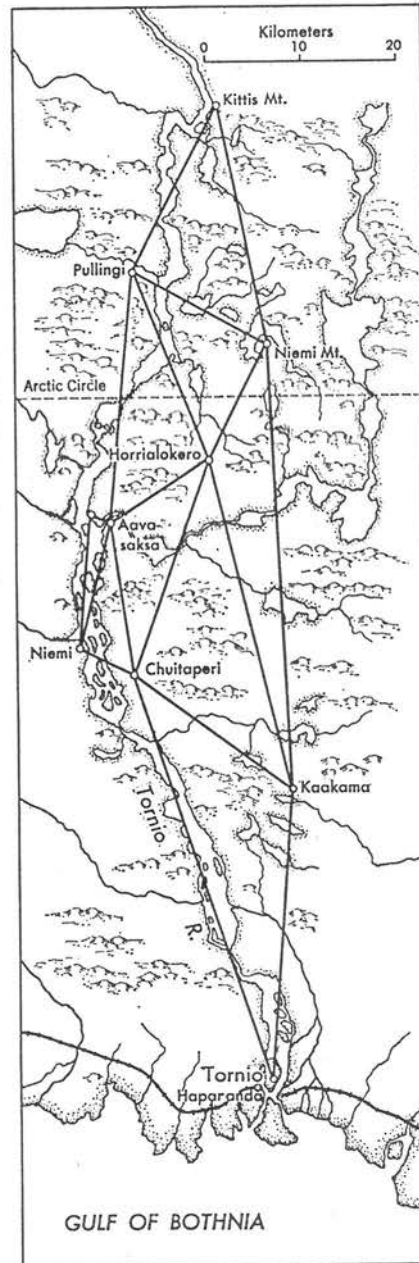 Kilometers
0 10 20
Kittis Mt.
Pullingi
Niemi Mt.
Arctic Circle
Horrialokero
Aava-
saksa
Niemi
Chuitaperi
Kaakama
Tornio
R.
Tornio
Haparanda
GULF OF BOTHNIA